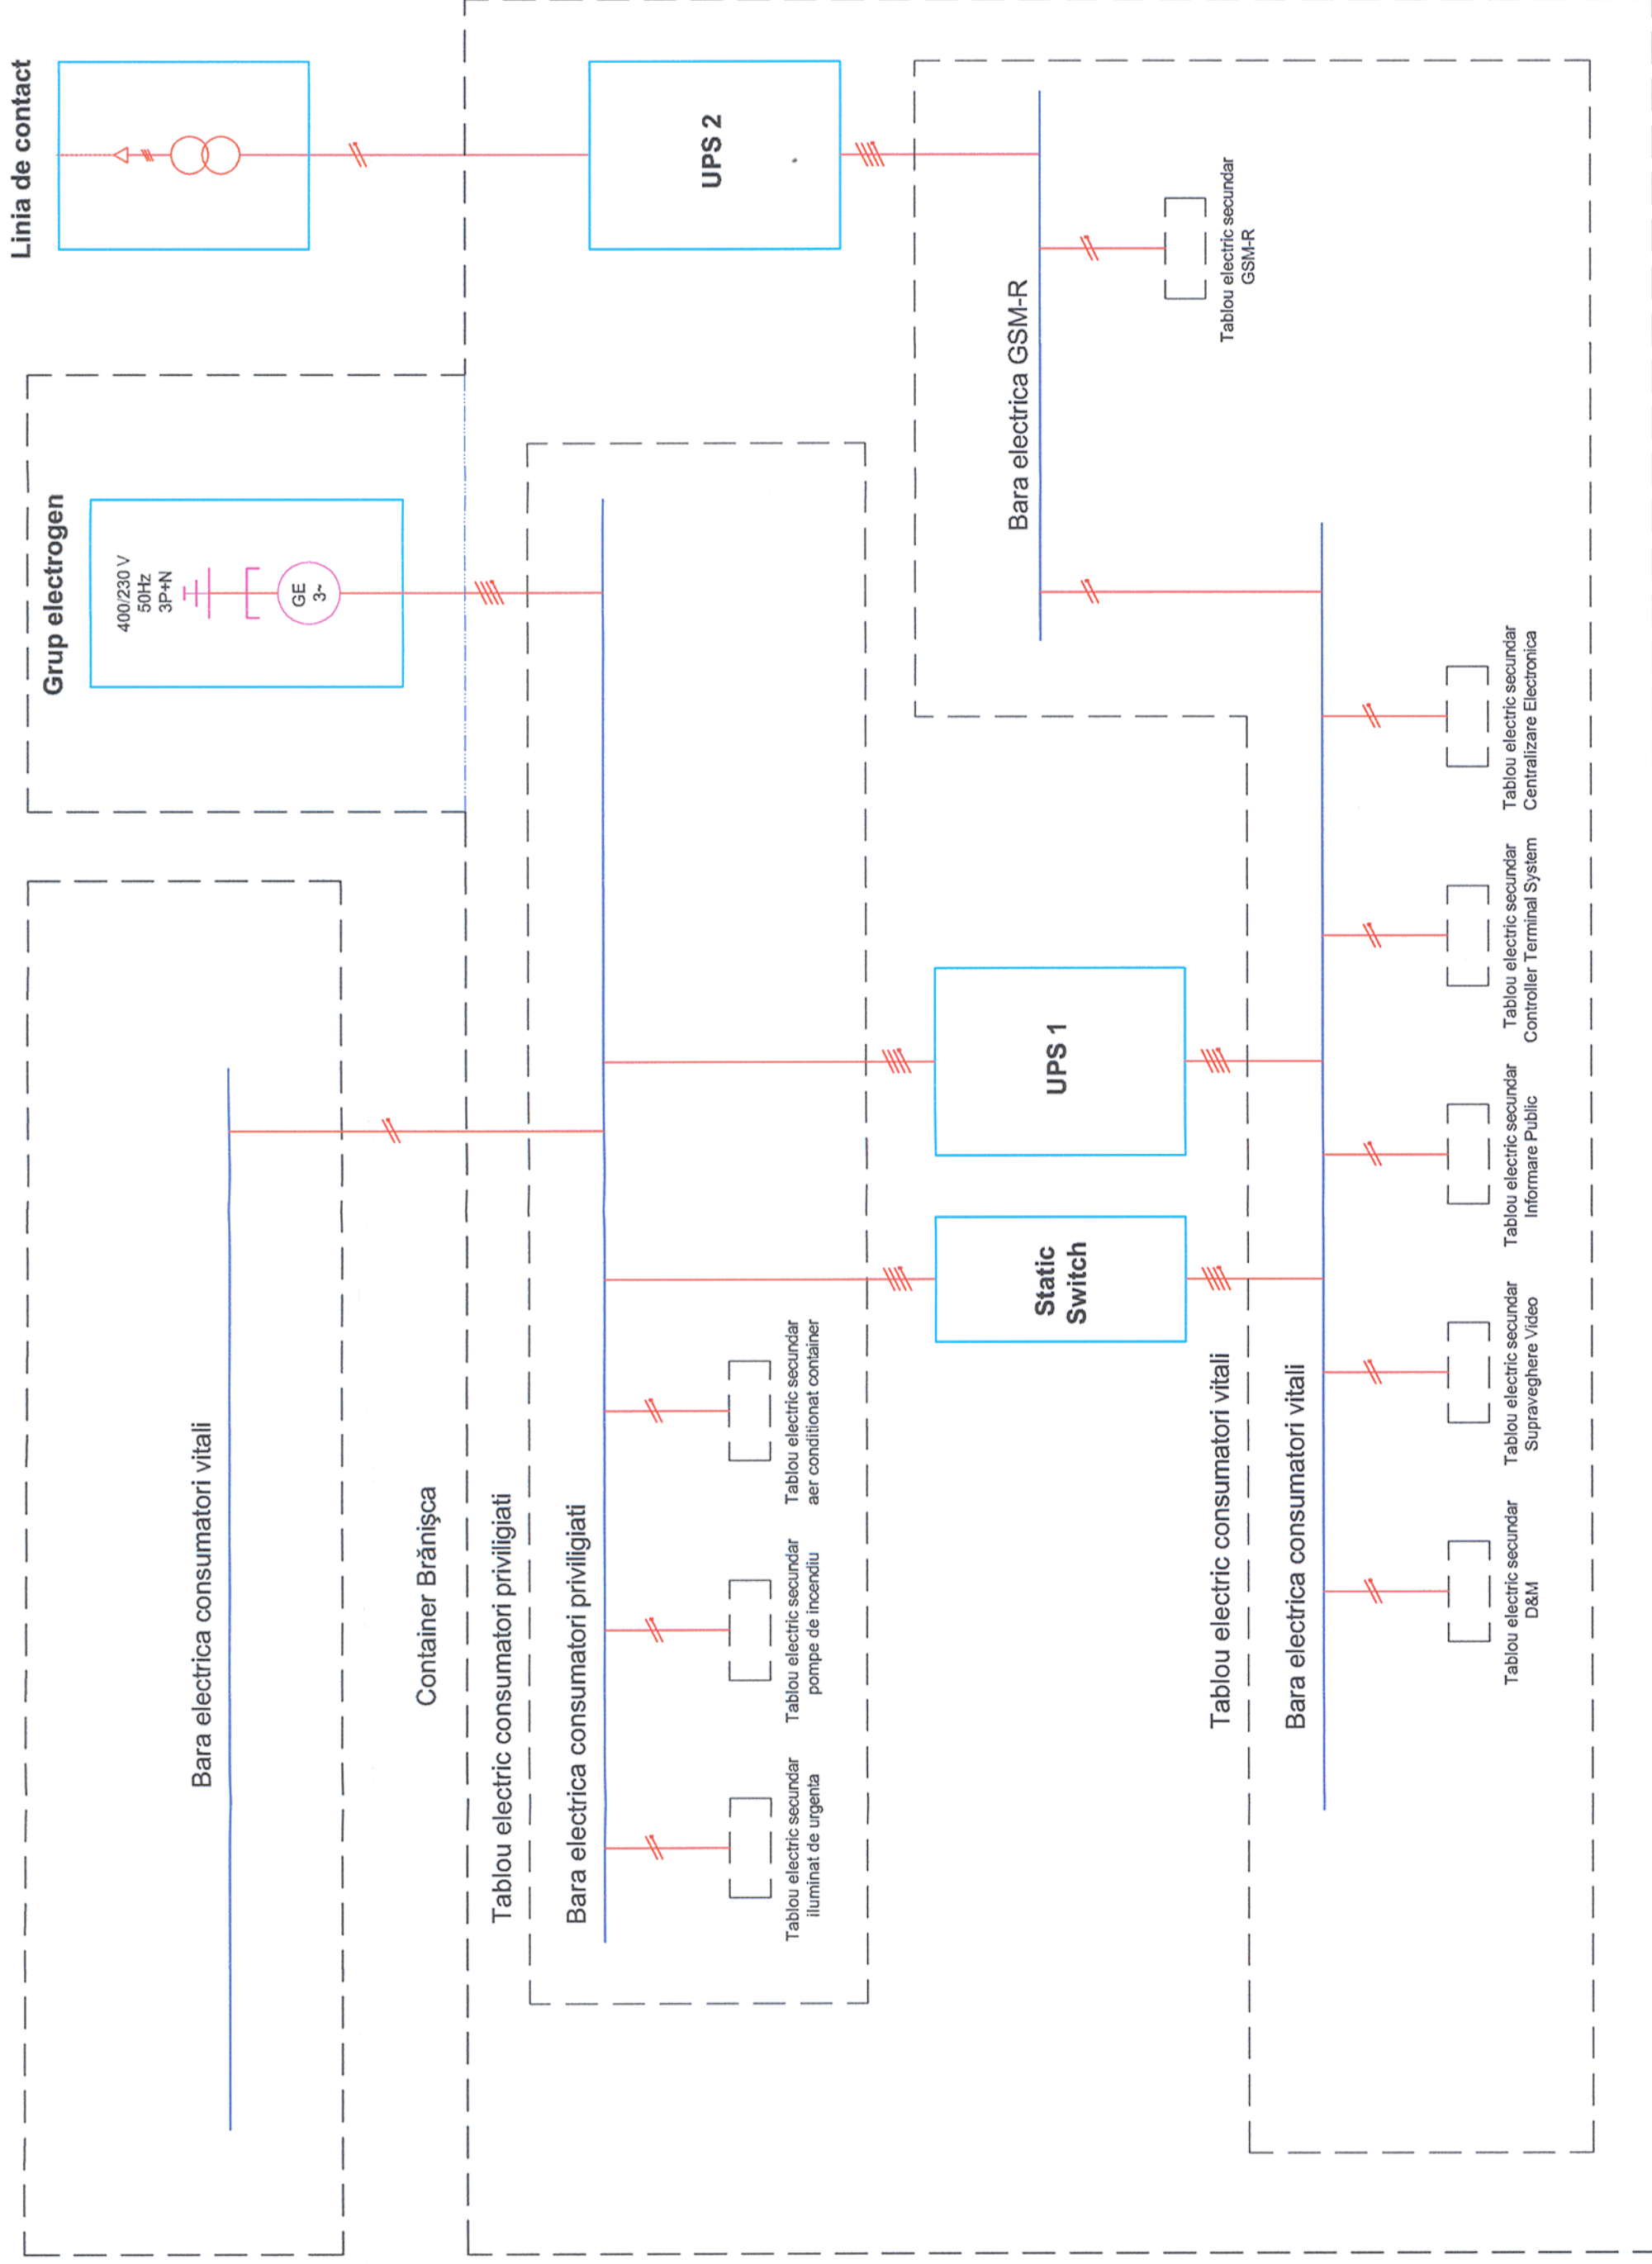 Linia de contact
Grup electrogen
400/230 V
50Hz
3P+N
GE
3~
Bara electrica consumatori vitali
Container Brănişca
Tablou electric consumatori priviligiati
Bara electrica consumatori priviligiati
Tablou electric secundar
iluminat de urgenta
Tablou electric secundar
pompe de incendiu
Tablou electric secundar
aer conditionat container
UPS 2
Bara electrica GSM-R
Tablou electric secundar
GSM-R
Static
Switch
UPS 1
Tablou electric consumatori vitali
Bara electrica consumatori vitali
Tablou electric secundar
D&M
Tablou electric secundar
Supraveghere Video
Tablou electric secundar
Informare Public
Tablou electric secundar
Controller Terminal System
Tablou electric secundar
Centralizare Electronica